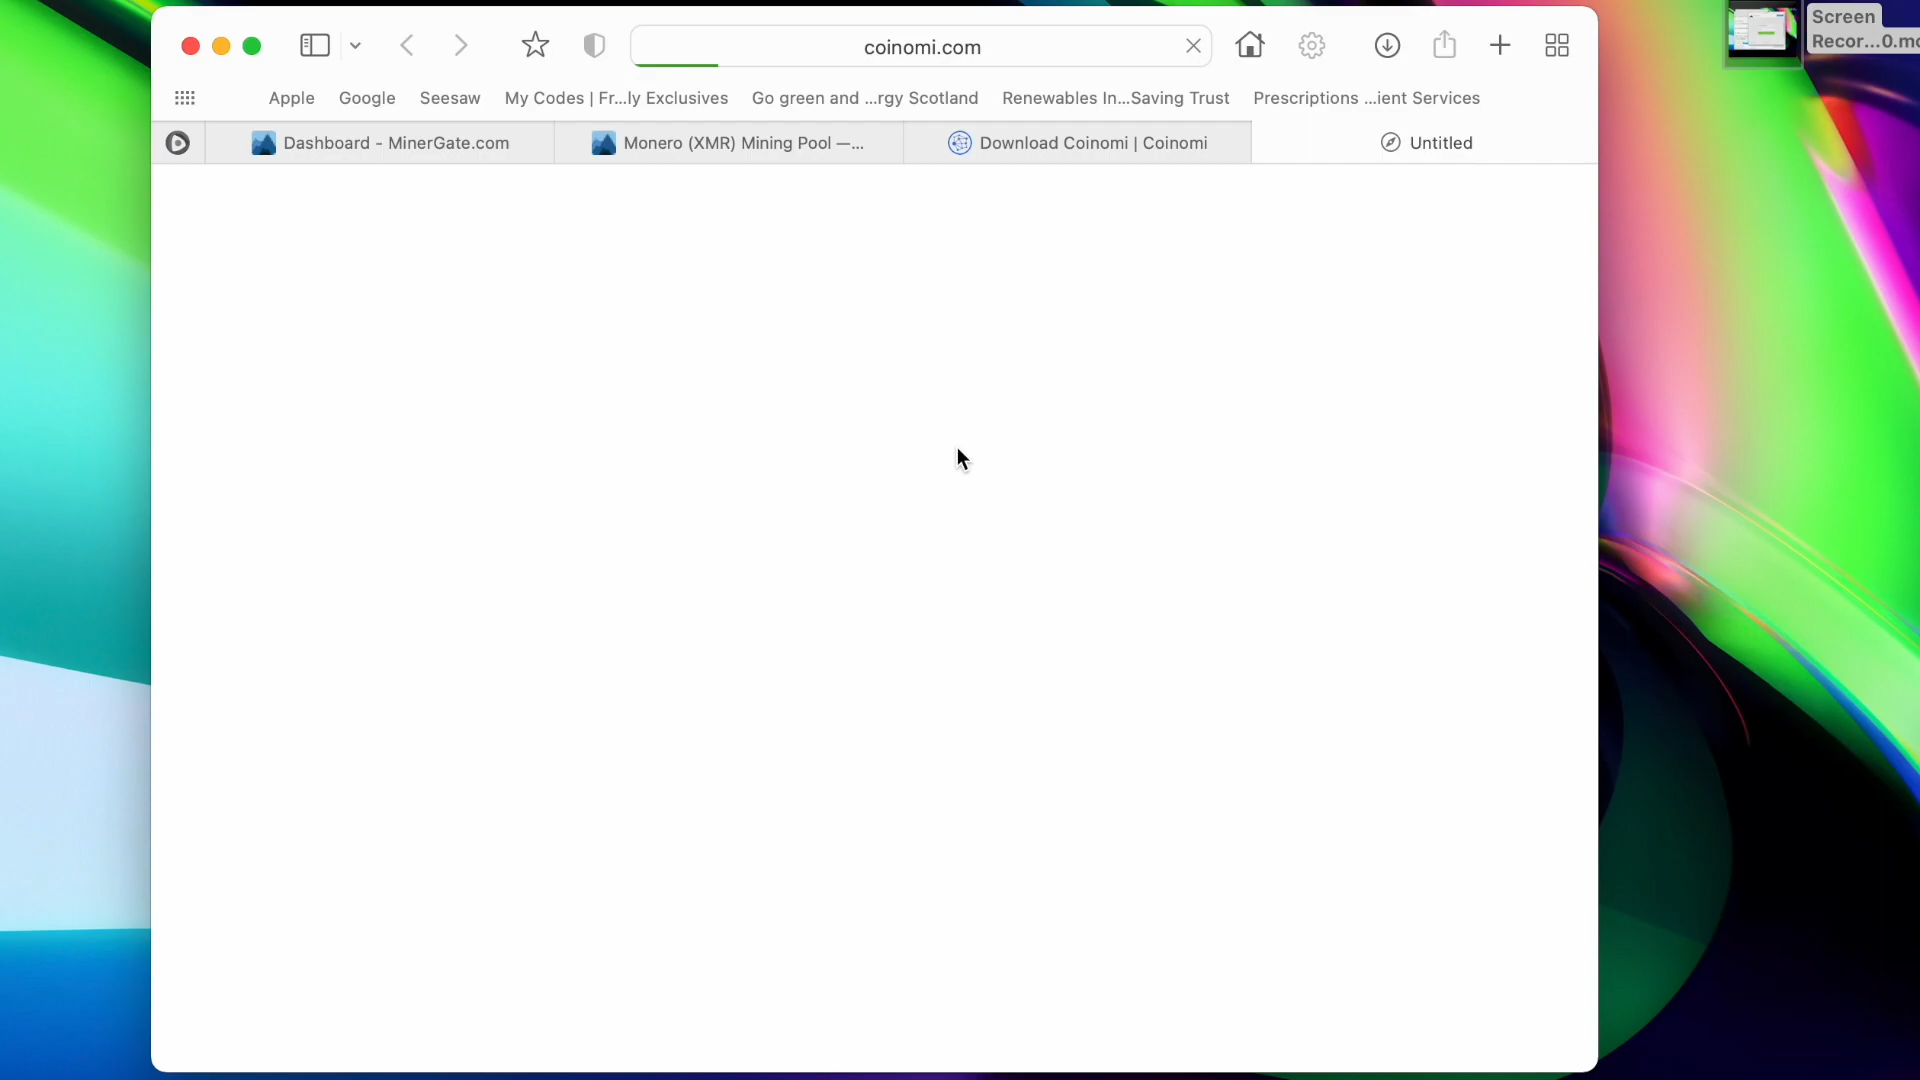 coinomi.com
Screen
Recor...0.mo
Apple Google Seesaw My Codes | Fr...ly Exclusives Go green and ...rgy Scotland Renewables In...Saving Trust Prescriptions ...ient Services
Dashboard - MinerGate.com Monero (XMR) Mining Pool —... Download Coinomi | Coinomi Untitled